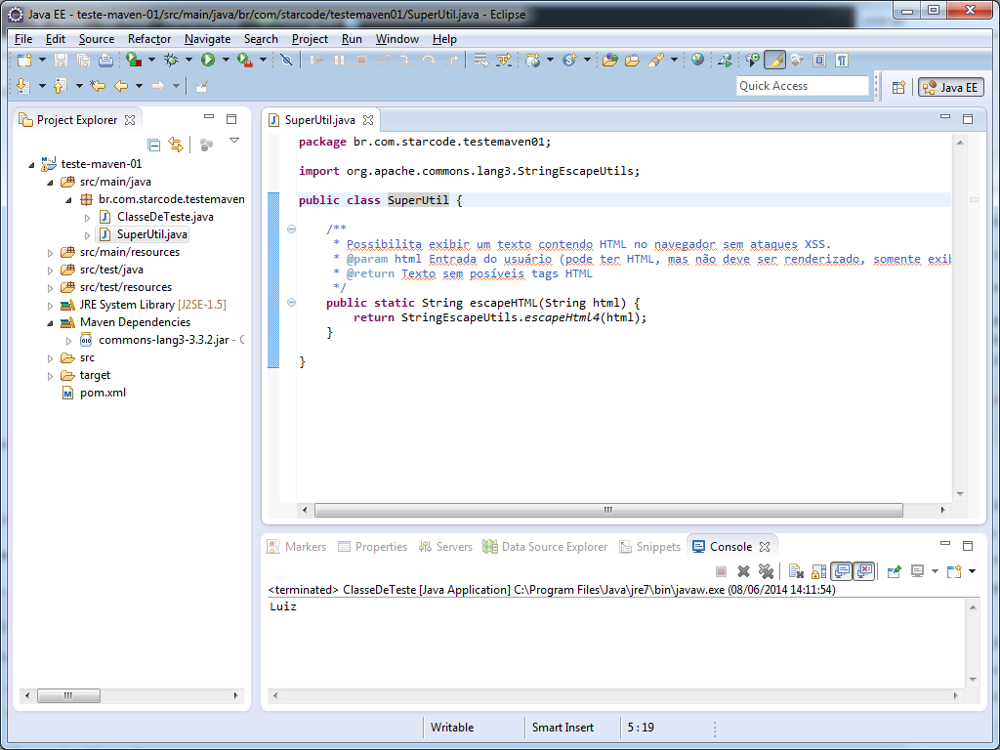 Java EE - teste-maven-01/src/main/java/br/com/starcode/testemaven01/SuperUtil.java - Eclipse
File Edit Source Refactor Navigate Search Project Run Window Help
Quick Access
Java EE
Project Explorer
teste-maven-01
src/main/java
br.com.starcode.testemaven
ClasseDeTeste.java
SuperUtil.java
src/main/resources
src/test/java
src/test/resources
JRE System Library [J2SE-1.5]
Maven Dependencies
commons-lang3-3.3.2.jar -
src
target
pom.xml
SuperUtil.java
package br.com.starcode.testemaven01;
import org.apache.commons.lang3.StringEscapeUtils;
public class SuperUtil {
/**
* Possibilita exibir um texto contendo HTML no navegador sem ataques XSS.
* @param html Entrada do usuário (pode ter HTML, mas não deve ser renderizado, somente exib
* @return Texto sem posíveis tags HTML
*/
public static String escapeHTML(String html) {
return StringEscapeUtils.escapeHtml4(html);
}
}
Markers Properties Servers Data Source Explorer Snippets Console
<terminated> ClasseDeTeste [Java Application] C:\Program Files\Java\jre7\bin\javaw.exe (08/06/2014 14:11:54)
Luiz
Writable Smart Insert 5 : 19